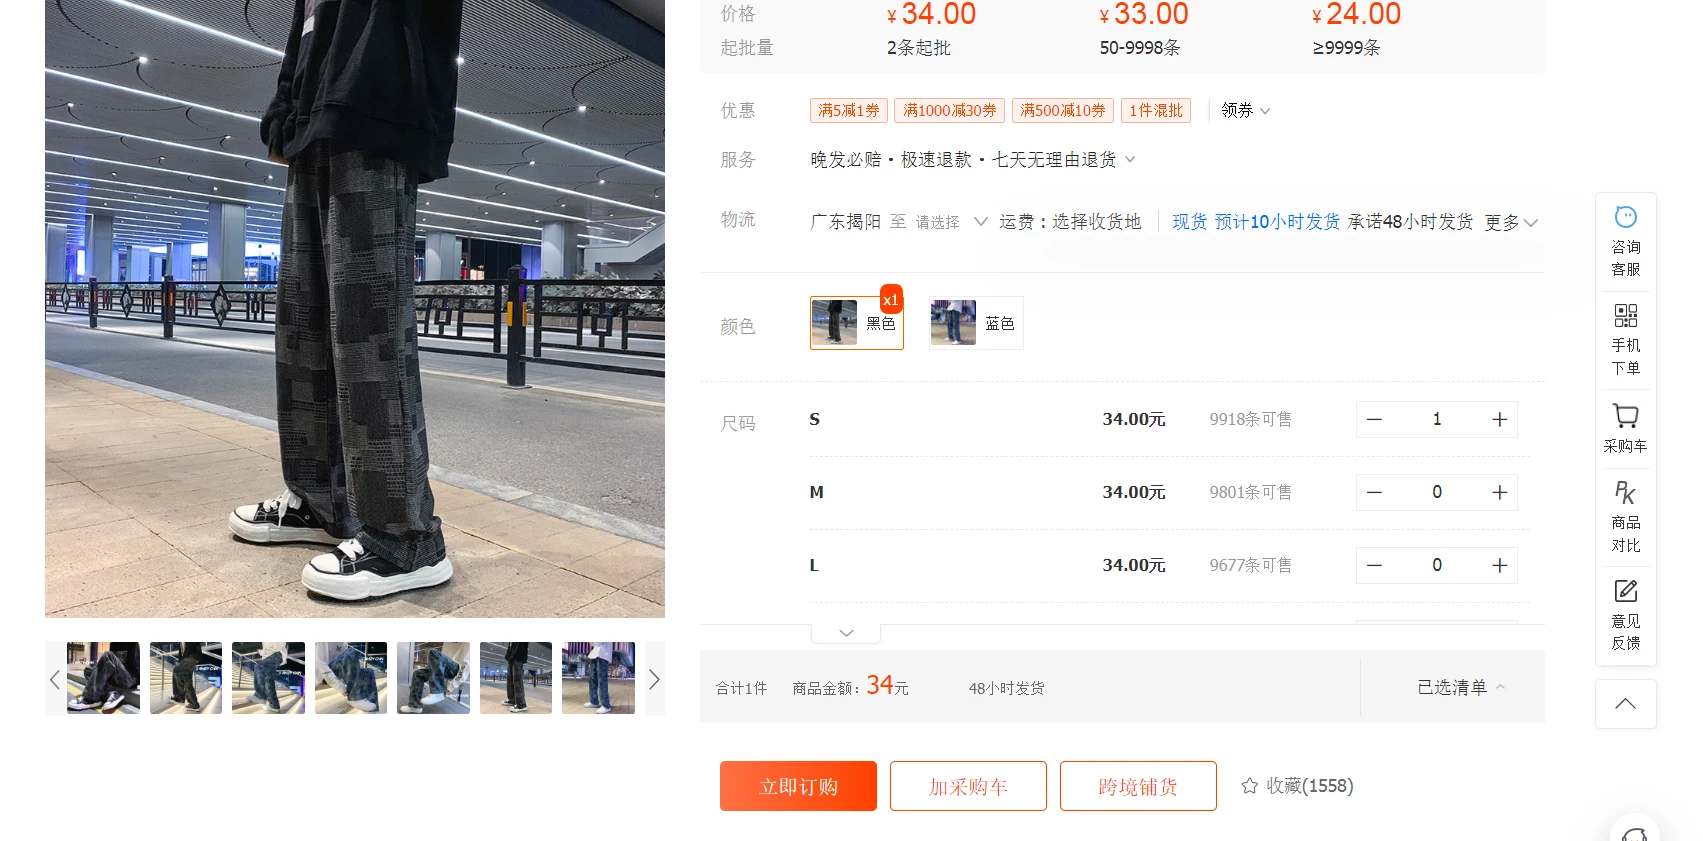 价格 ¥34.00 ¥33.00 ¥24.00
起批量 2条起批 50-9998条 ≥9999条
优惠 满5减1券 满1000减30券 满500减10券 1件混批 领券
服务 晚发必赔·极速退款·七天无理由退货
物流 广东揭阳 至 请选择 运费：选择收货地 现货 预计10小时发货 承诺48小时发货 更多
颜色 黑色 x1 蓝色
尺码 S 34.00元 9918条可售 — 1 +
M 34.00元 9801条可售 — 0 +
L 34.00元 9677条可售 — 0 +
合计1件 商品金额：34元 48小时发货 已选清单
立即订购 加采购车 跨境铺货 收藏(1558)
咨询
客服
手机
下单
采购车
PK
商品
对比
意见
反馈